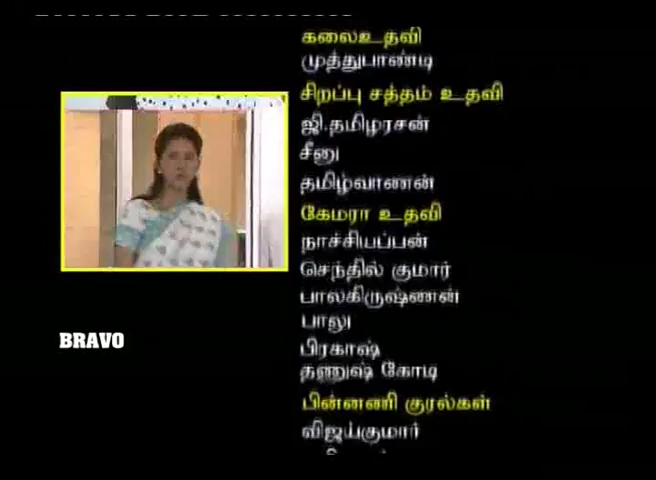 கலைஉதவி
முத்துபாண்டி
சிறப்பு சத்தம் உதவி
ஜி.தமிழரசன்
சீனு
தமிழ்வாணன்
கேமரா உதவி
நாச்சியப்பன்
செந்தில் குமார்
பாலகிருஷ்ணன்
பாலு
பிரகாஷ்
தணுஷ் கோடி
பின்னணி குரல்கள்
விஜய்குமார்
BRAVO